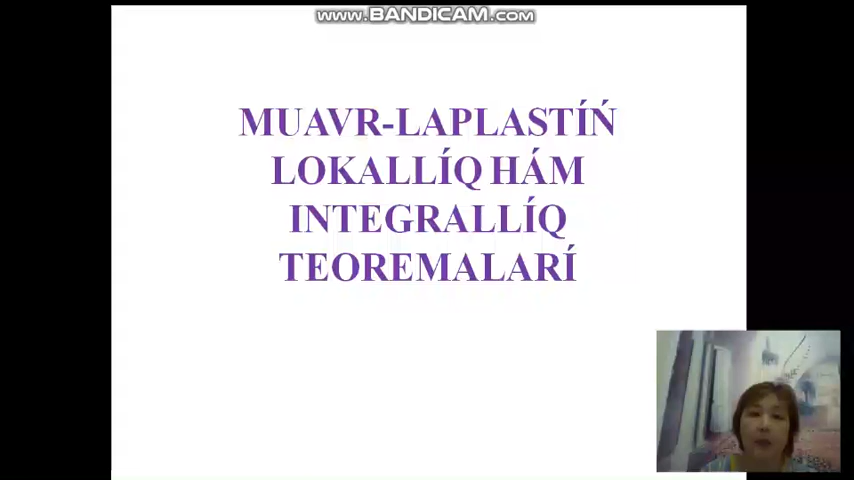 www.BANDICAM.com
MUAVR-LAPLASTÍŃ
LOKALLÍQ HÁM
INTEGRALLÍQ
TEOREMALARÍ